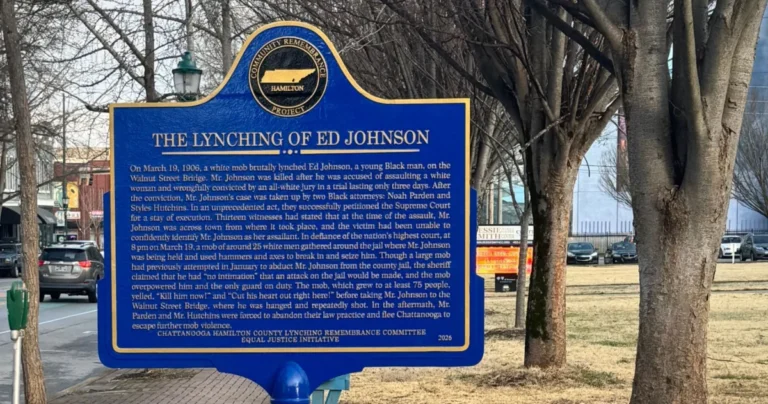 COMMUNITY REMEMBRANCE
HAMILTON
PROJECT
THE LYNCHING OF ED JOHNSON
On March 19, 1906, a white mob brutally lynched Ed Johnson, a young Black man, on the
Walnut Street Bridge. Mr. Johnson was killed after he was accused of assaulting a white
woman and wrongfully convicted by an all-white jury in a trial lasting only three days. After
the conviction, Mr. Johnson's case was taken up by two Black attorneys: Noah Parden and
Styles Hutchins. In an unprecedented act, they successfully petitioned the Supreme Court
for a stay of execution. Thirteen witnesses had stated that at the time of the assault, Mr.
Johnson was across town from where it took place, and the victim had been unable to
confidently identify Mr. Johnson as her assailant. In defiance of the nation's highest court, at
8 pm on March 19, a mob of around 25 white men gathered around the jail where Mr. Johnson
was being held and used hammers and axes to break in and seize him. Though a large mob
had previously attempted in January to abduct Mr. Johnson from the county jail, the sheriff
claimed that he had "no intimation" that an attack on the jail would be made, and the mob
overpowered him and the only guard on duty. The mob, which grew to at least 75 people,
yelled, "Kill him now!" and "Cut his heart out right here!" before taking Mr. Johnson to the
Walnut Street Bridge, where he was hanged and repeatedly shot. In the aftermath, Mr.
Parden and Mr. Hutchins were forced to abandon their law practice and flee Chattanooga to
escape further mob violence.
CHATTANOOGA HAMILTON COUNTY LYNCHING REMEMBRANCE COMMITTEE
EQUAL JUSTICE INITIATIVE 2026